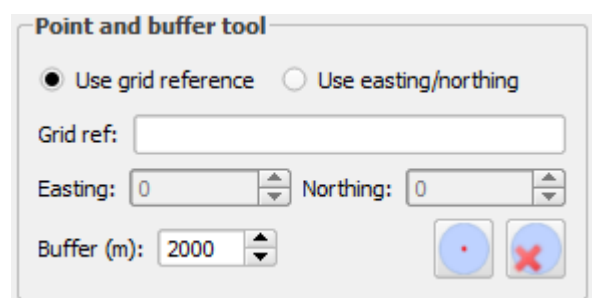 Point and buffer tool
Use grid reference Use easting/northing
Grid ref:
Easting: 0 Northing: 0
Buffer (m): 2000